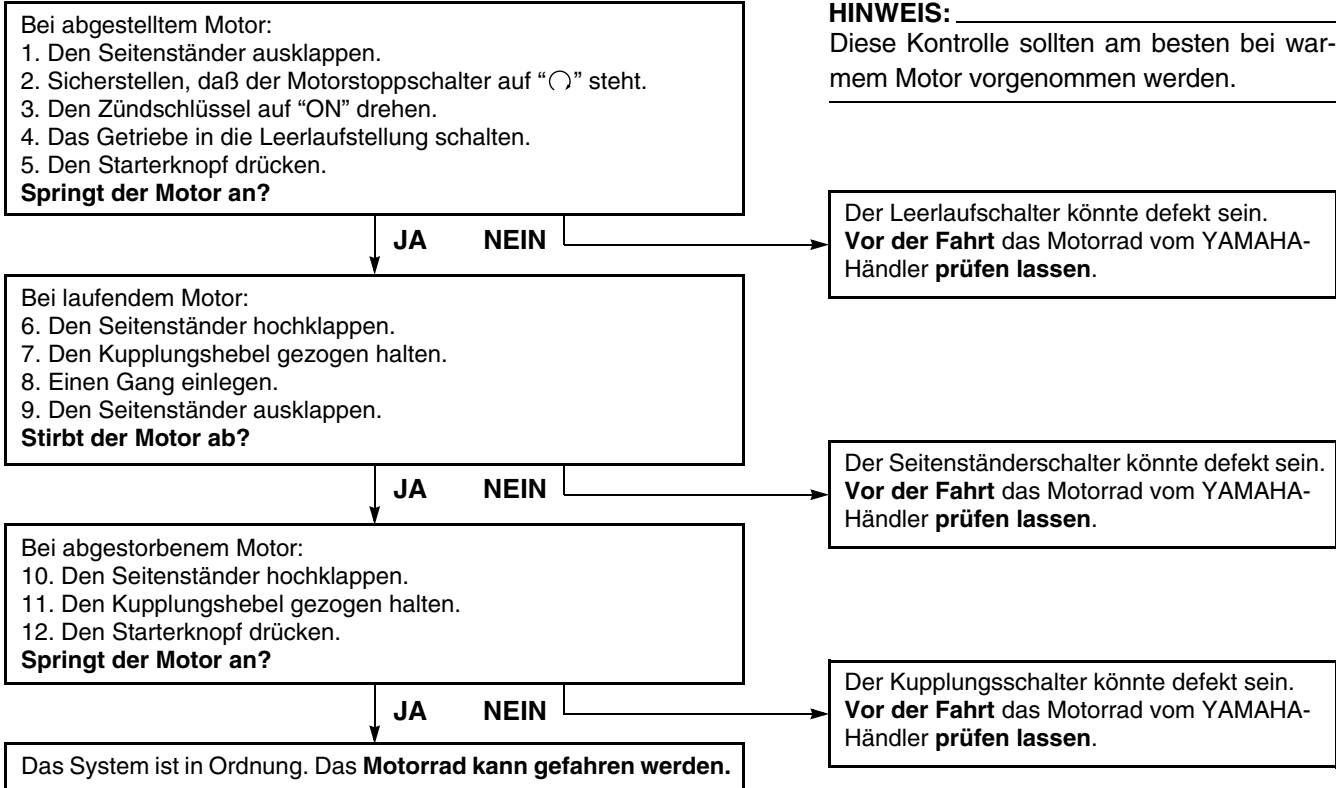 Bei abgestelltem Motor:
1. Den Seitenständer ausklappen.
2. Sicherstellen, daß der Motorstoppschalter auf “○” steht.
3. Den Zündschlüssel auf “ON” drehen.
4. Das Getriebe in die Leerlaufstellung schalten.
5. Den Starterknopf drücken.
Springt der Motor an?
HINWEIS:
Diese Kontrolle sollten am besten bei war-
mem Motor vorgenommen werden.
JA NEIN
Der Leerlaufschalter könnte defekt sein.
Vor der Fahrt das Motorrad vom YAMAHA-
Händler prüfen lassen.
Bei laufendem Motor:
6. Den Seitenständer hochklappen.
7. Den Kupplungshebel gezogen halten.
8. Einen Gang einlegen.
9. Den Seitenständer ausklappen.
Stirbt der Motor ab?
JA NEIN
Der Seitenständerschalter könnte defekt sein.
Vor der Fahrt das Motorrad vom YAMAHA-
Händler prüfen lassen.
Bei abgestorbenem Motor:
10. Den Seitenständer hochklappen.
11. Den Kupplungshebel gezogen halten.
12. Den Starterknopf drücken.
Springt der Motor an?
JA NEIN
Der Kupplungsschalter könnte defekt sein.
Vor der Fahrt das Motorrad vom YAMAHA-
Händler prüfen lassen.
Das System ist in Ordnung. Das Motorrad kann gefahren werden.